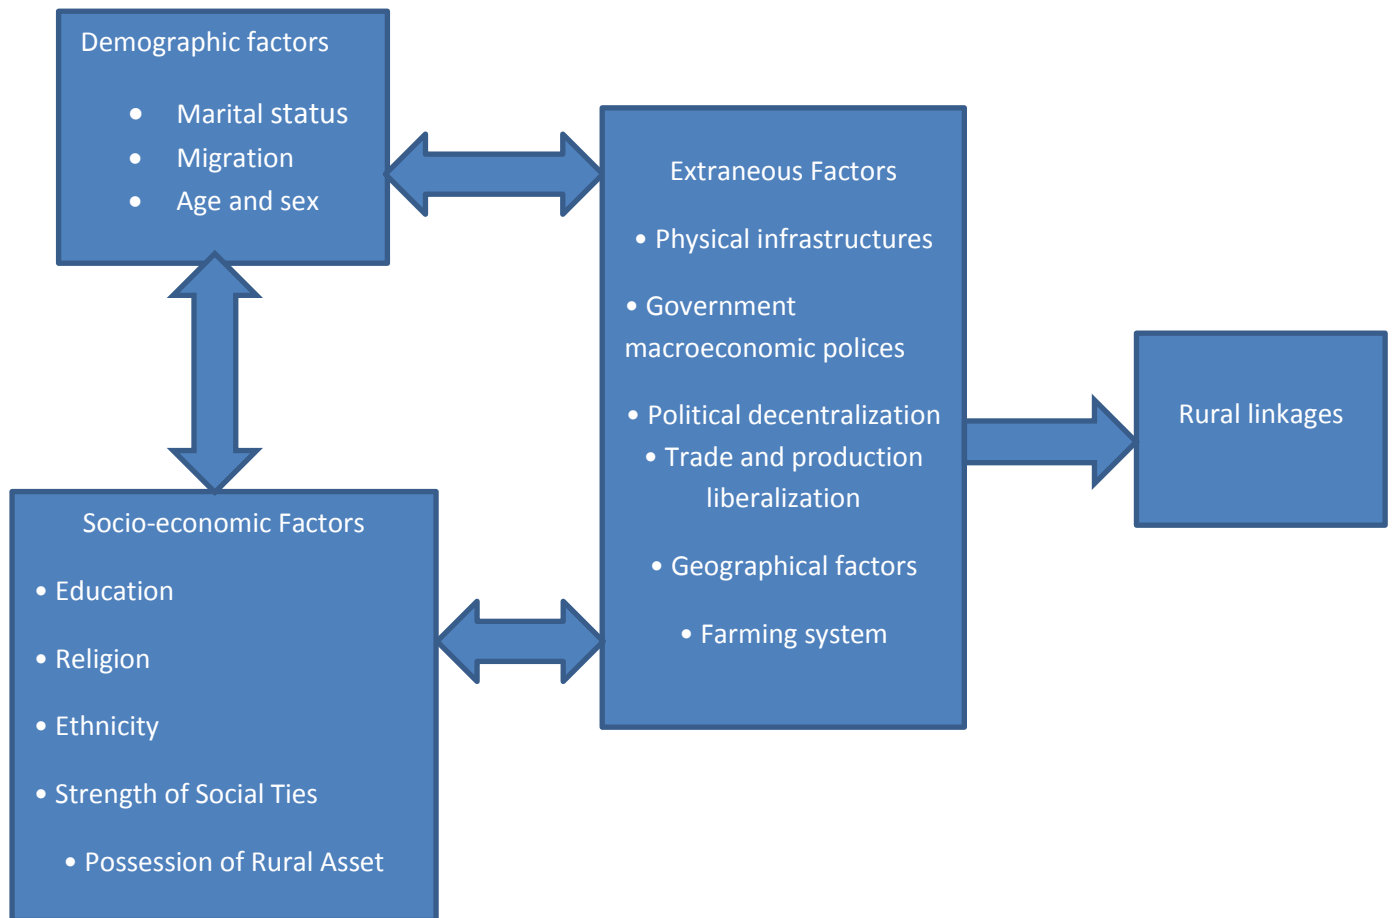 Demographic factors
• Marital status
• Migration
• Age and sex
Extraneous Factors
• Physical infrastructures
• Government
macroeconomic polices
• Political decentralization
• Trade and production
liberalization
• Geographical factors
• Farming system
Rural linkages
Socio-economic Factors
• Education
• Religion
• Ethnicity
• Strength of Social Ties
• Possession of Rural Asset